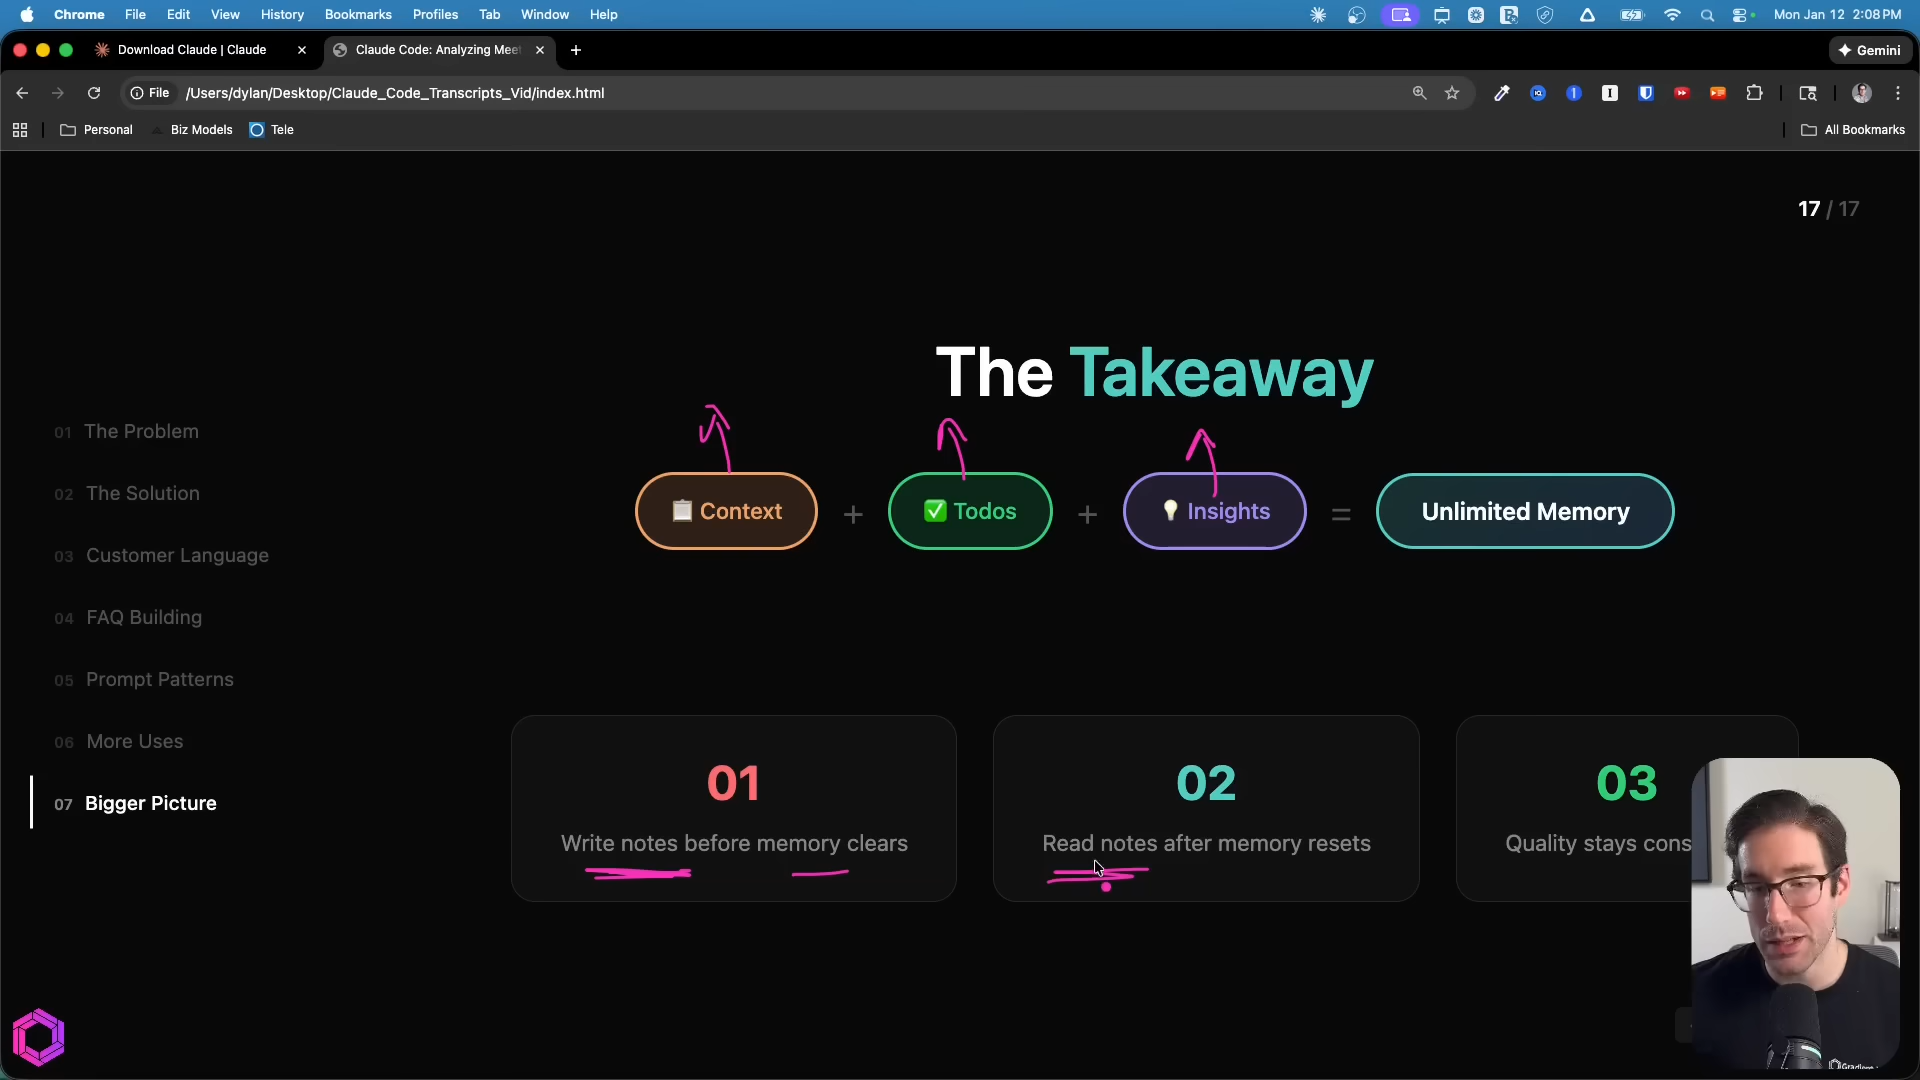 Chrome File Edit View History Bookmarks Profiles Tab Window Help
Mon Jan 12 2:08 PM
Download Claude | Claude
Claude Code: Analyzing Meet
Gemini
File /Users/dylan/Desktop/Claude_Code_Transcripts_Vid/index.html
Personal Biz Models Tele All Bookmarks
17 / 17
The Takeaway
Context + Todos + Insights = Unlimited Memory
01 The Problem
02 The Solution
03 Customer Language
04 FAQ Building
05 Prompt Patterns
06 More Uses
07 Bigger Picture
01
Write notes before memory clears
02
Read notes after memory resets
03
Quality stays cons